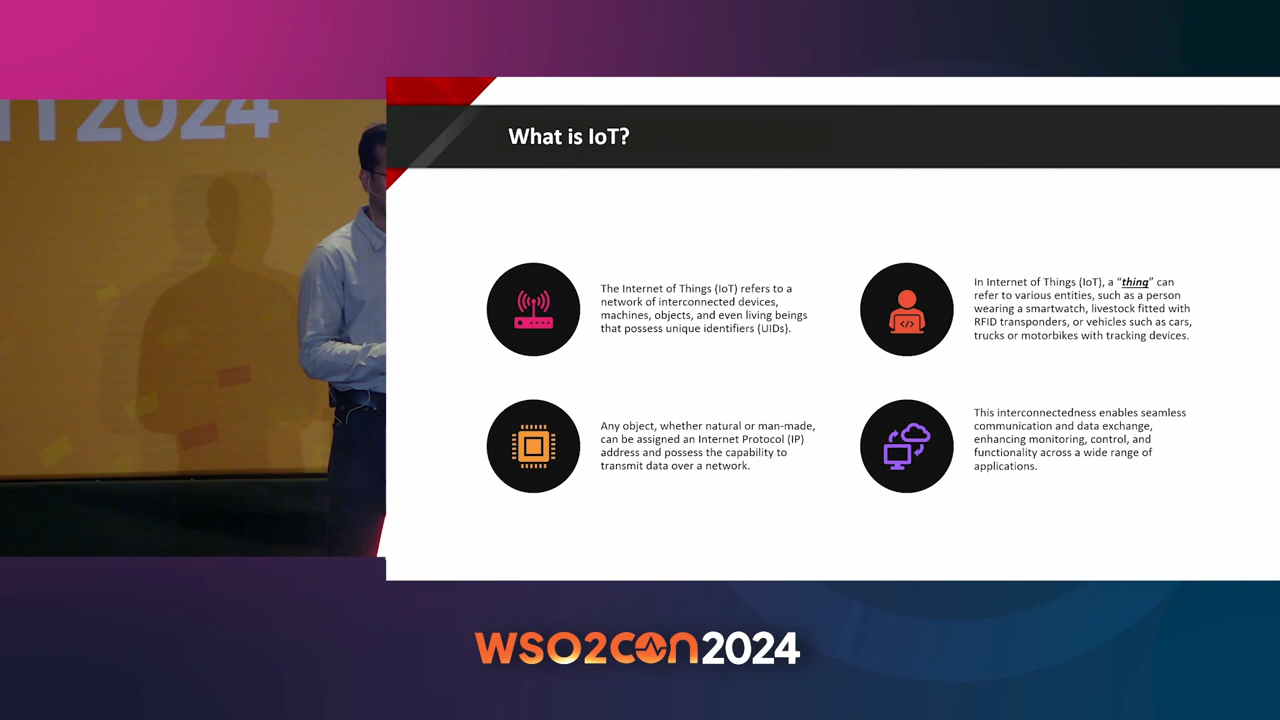 2024
What is IoT?
The Internet of Things (IoT) refers to a
network of interconnected devices,
machines, objects, and even living beings
that possess unique identifiers (UIDs).
In Internet of Things (IoT), a “thing” can
refer to various entities, such as a person
wearing a smartwatch, livestock fitted with
RFID transponders, or vehicles such as cars,
trucks or motorbikes with tracking devices.
Any object, whether natural or man-made,
can be assigned an Internet Protocol (IP)
address and possess the capability to
transmit data over a network.
This interconnectedness enables seamless
communication and data exchange,
enhancing monitoring, control, and
functionality across a wide range of
applications.
WSO2CON2024